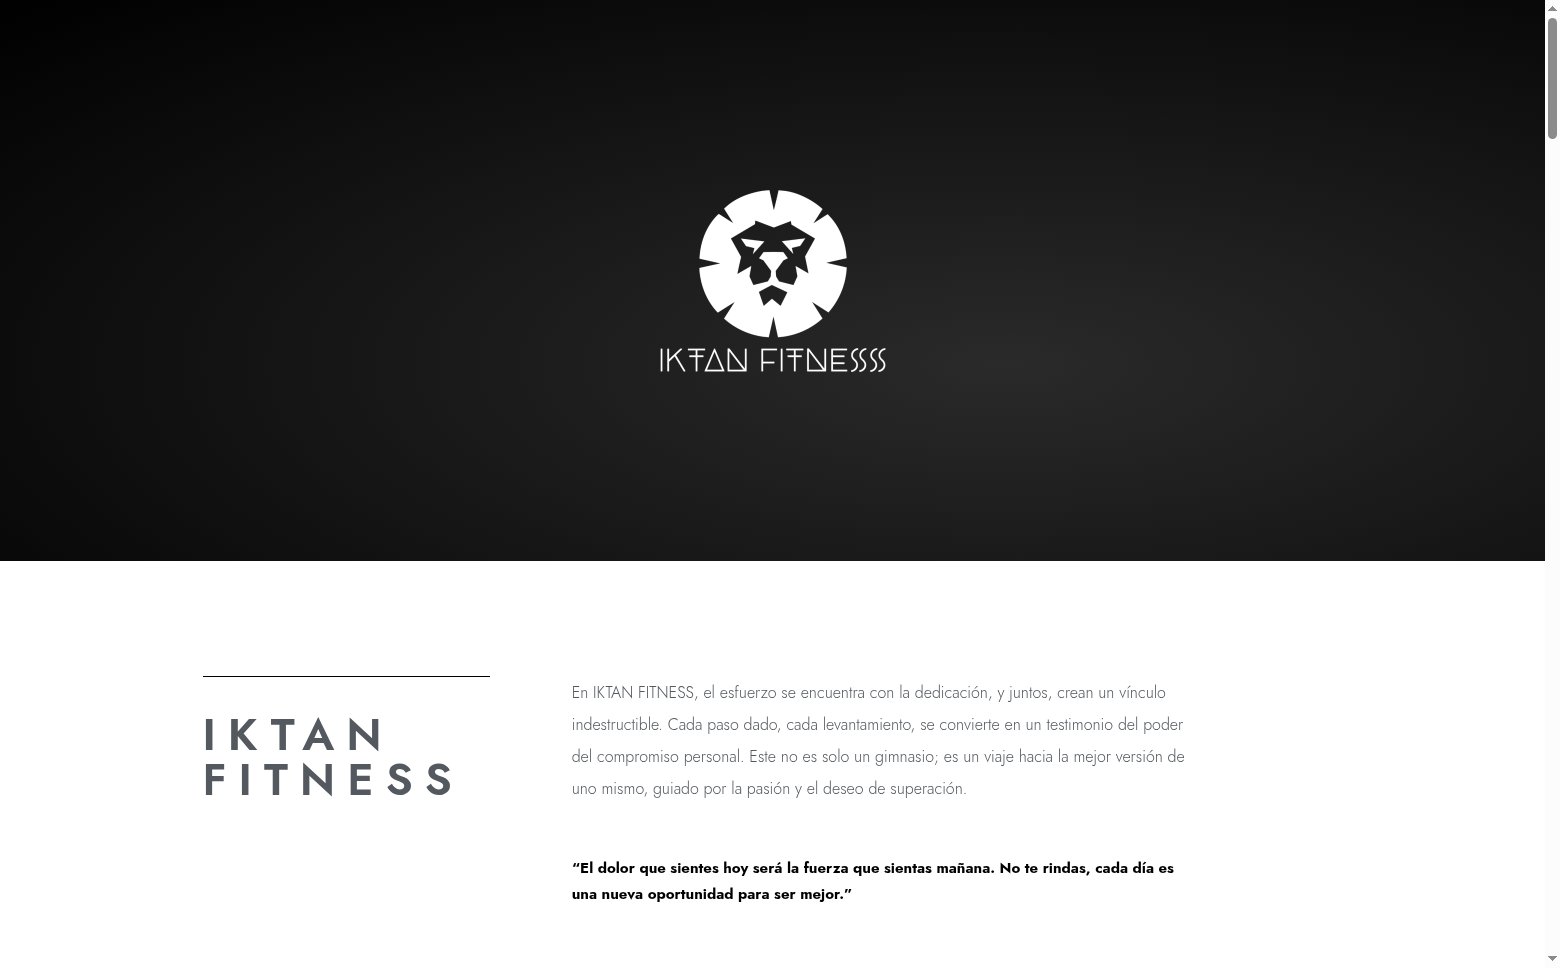 IKTAN FITNESSS
IKTAN
FITNESS
En IKTAN FITNESS, el esfuerzo se encuentra con la dedicación, y juntos, crean un vínculo
indestructible. Cada paso dado, cada levantamiento, se convierte en un testimonio del poder
del compromiso personal. Este no es solo un gimnasio; es un viaje hacia la mejor versión de
uno mismo, guiado por la pasión y el deseo de superación.
“El dolor que sientes hoy será la fuerza que sientas mañana. No te rindas, cada día es
una nueva oportunidad para ser mejor.”